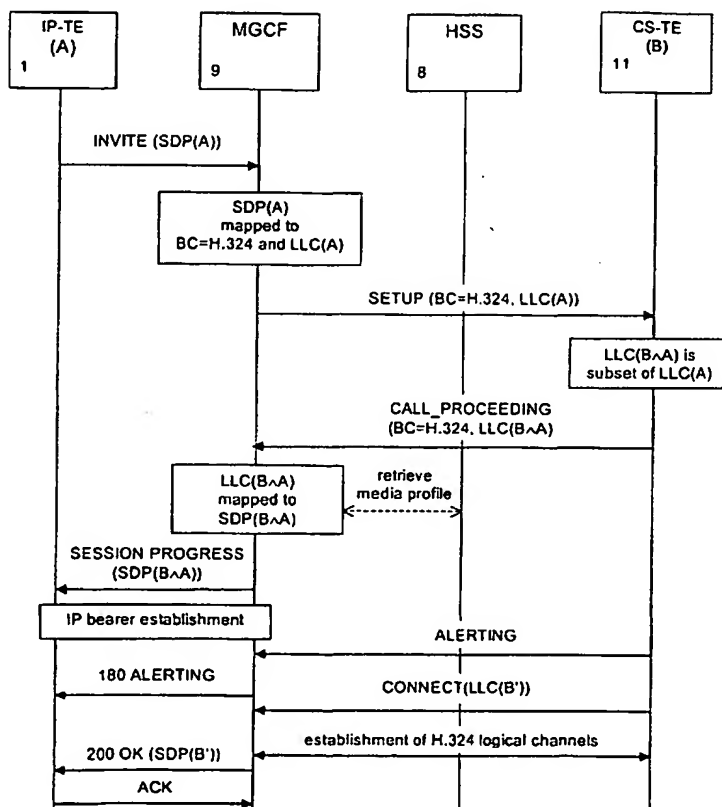 IP-TE
(A)
1
MGCF
9
HSS
8
CS-TE
(B)
11
INVITE (SDP(A))
SDP(A)
mapped to
BC=H.324 and LLC(A)
SETUP (BC=H.324, LLC(A))
LLC(B∧A) is
subset of LLC(A)
CALL_PROCEEDING
(BC=H.324, LLC(B∧A)
LLC(B∧A)
mapped to
SDP(B∧A)
retrieve
media profile
SESSION PROGRESS
(SDP(B∧A))
IP bearer establishment
ALERTING
180 ALERTING
CONNECT(LLC(B'))
establishment of H.324 logical channels
200 OK (SDP(B'))
ACK